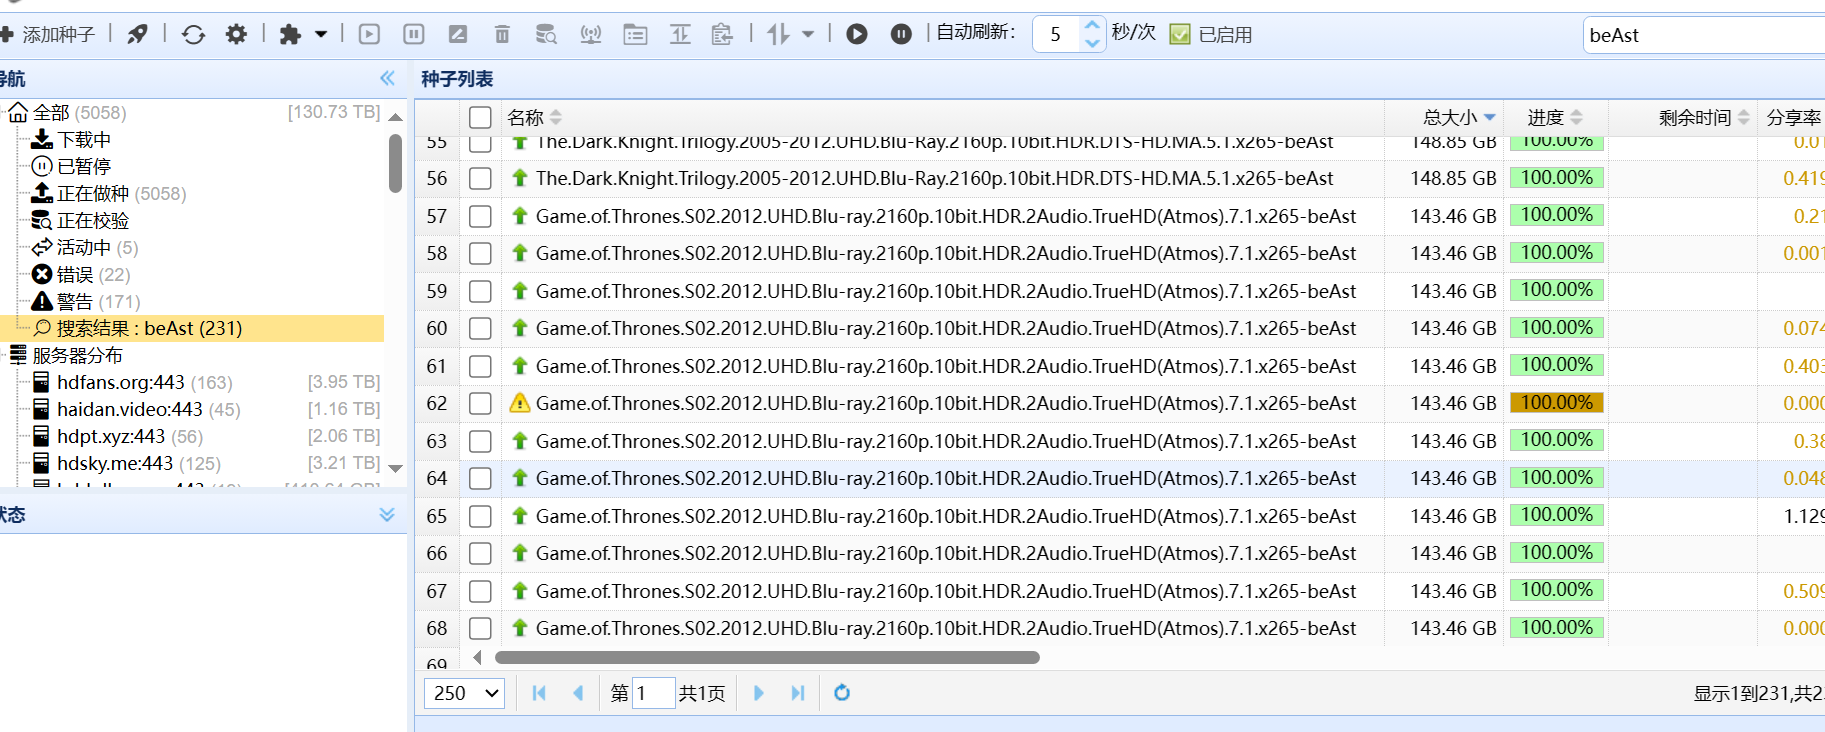 添加种子
自动刷新：
5
秒/次
已启用
beAst
导航
全部 (5058) [130.73 TB]
下载中
已暂停
正在做种 (5058)
正在校验
活动中 (5)
错误 (22)
警告 (171)
搜索结果 : beAst (231)
服务器分布
hdfans.org:443 (163) [3.95 TB]
haidan.video:443 (45) [1.16 TB]
hdpt.xyz:443 (56) [2.06 TB]
hdsky.me:443 (125) [3.21 TB]
状态
种子列表
名称 总大小 进度 剩余时间 分享率
55 The.Dark.Knight.Trilogy.2005-2012.UHD.Blu-Ray.2160p.10bit.HDR.DTS-HD.MA.5.1.x265-beAst 148.85 GB 100.00% 0.01
56 The.Dark.Knight.Trilogy.2005-2012.UHD.Blu-Ray.2160p.10bit.HDR.DTS-HD.MA.5.1.x265-beAst 148.85 GB 100.00% 0.419
57 Game.of.Thrones.S02.2012.UHD.Blu-ray.2160p.10bit.HDR.2Audio.TrueHD(Atmos).7.1.x265-beAst 143.46 GB 100.00% 0.21
58 Game.of.Thrones.S02.2012.UHD.Blu-ray.2160p.10bit.HDR.2Audio.TrueHD(Atmos).7.1.x265-beAst 143.46 GB 100.00% 0.001
59 Game.of.Thrones.S02.2012.UHD.Blu-ray.2160p.10bit.HDR.2Audio.TrueHD(Atmos).7.1.x265-beAst 143.46 GB 100.00%
60 Game.of.Thrones.S02.2012.UHD.Blu-ray.2160p.10bit.HDR.2Audio.TrueHD(Atmos).7.1.x265-beAst 143.46 GB 100.00% 0.074
61 Game.of.Thrones.S02.2012.UHD.Blu-ray.2160p.10bit.HDR.2Audio.TrueHD(Atmos).7.1.x265-beAst 143.46 GB 100.00% 0.403
62 Game.of.Thrones.S02.2012.UHD.Blu-ray.2160p.10bit.HDR.2Audio.TrueHD(Atmos).7.1.x265-beAst 143.46 GB 100.00% 0.000
63 Game.of.Thrones.S02.2012.UHD.Blu-ray.2160p.10bit.HDR.2Audio.TrueHD(Atmos).7.1.x265-beAst 143.46 GB 100.00% 0.38
64 Game.of.Thrones.S02.2012.UHD.Blu-ray.2160p.10bit.HDR.2Audio.TrueHD(Atmos).7.1.x265-beAst 143.46 GB 100.00% 0.048
65 Game.of.Thrones.S02.2012.UHD.Blu-ray.2160p.10bit.HDR.2Audio.TrueHD(Atmos).7.1.x265-beAst 143.46 GB 100.00% 1.129
66 Game.of.Thrones.S02.2012.UHD.Blu-ray.2160p.10bit.HDR.2Audio.TrueHD(Atmos).7.1.x265-beAst 143.46 GB 100.00%
67 Game.of.Thrones.S02.2012.UHD.Blu-ray.2160p.10bit.HDR.2Audio.TrueHD(Atmos).7.1.x265-beAst 143.46 GB 100.00% 0.509
68 Game.of.Thrones.S02.2012.UHD.Blu-ray.2160p.10bit.HDR.2Audio.TrueHD(Atmos).7.1.x265-beAst 143.46 GB 100.00% 0.000
69
250 第 1 共1页 显示1到231,共2